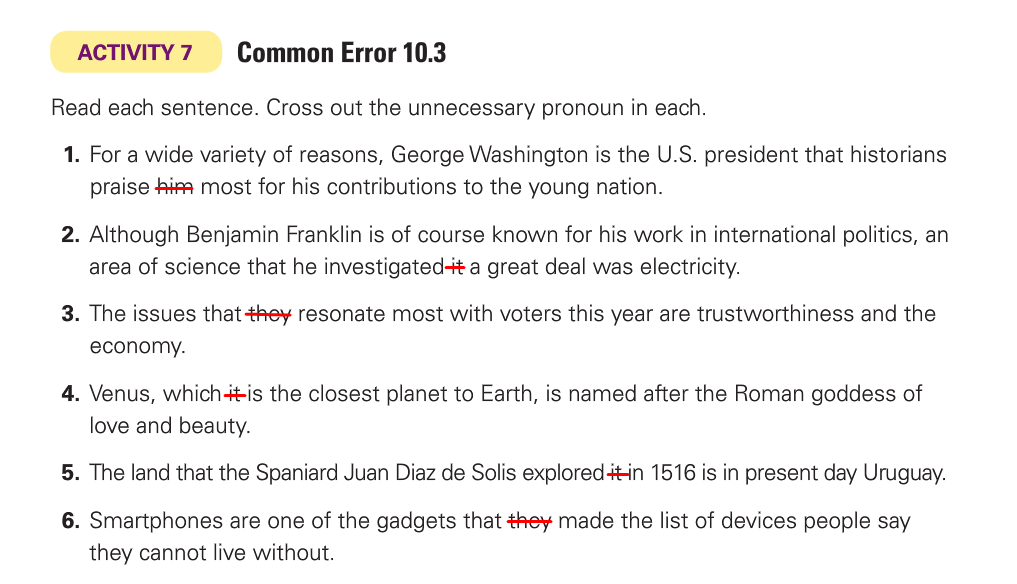 ACTIVITY 7 Common Error 10.3
Read each sentence. Cross out the unnecessary pronoun in each.
1. For a wide variety of reasons, George Washington is the U.S. president that historians
praise him most for his contributions to the young nation.
2. Although Benjamin Franklin is of course known for his work in international politics, an
area of science that he investigated it a great deal was electricity.
3. The issues that they resonate most with voters this year are trustworthiness and the
economy.
4. Venus, which it is the closest planet to Earth, is named after the Roman goddess of
love and beauty.
5. The land that the Spaniard Juan Diaz de Solis explored it in 1516 is in present day Uruguay.
6. Smartphones are one of the gadgets that they made the list of devices people say
they cannot live without.